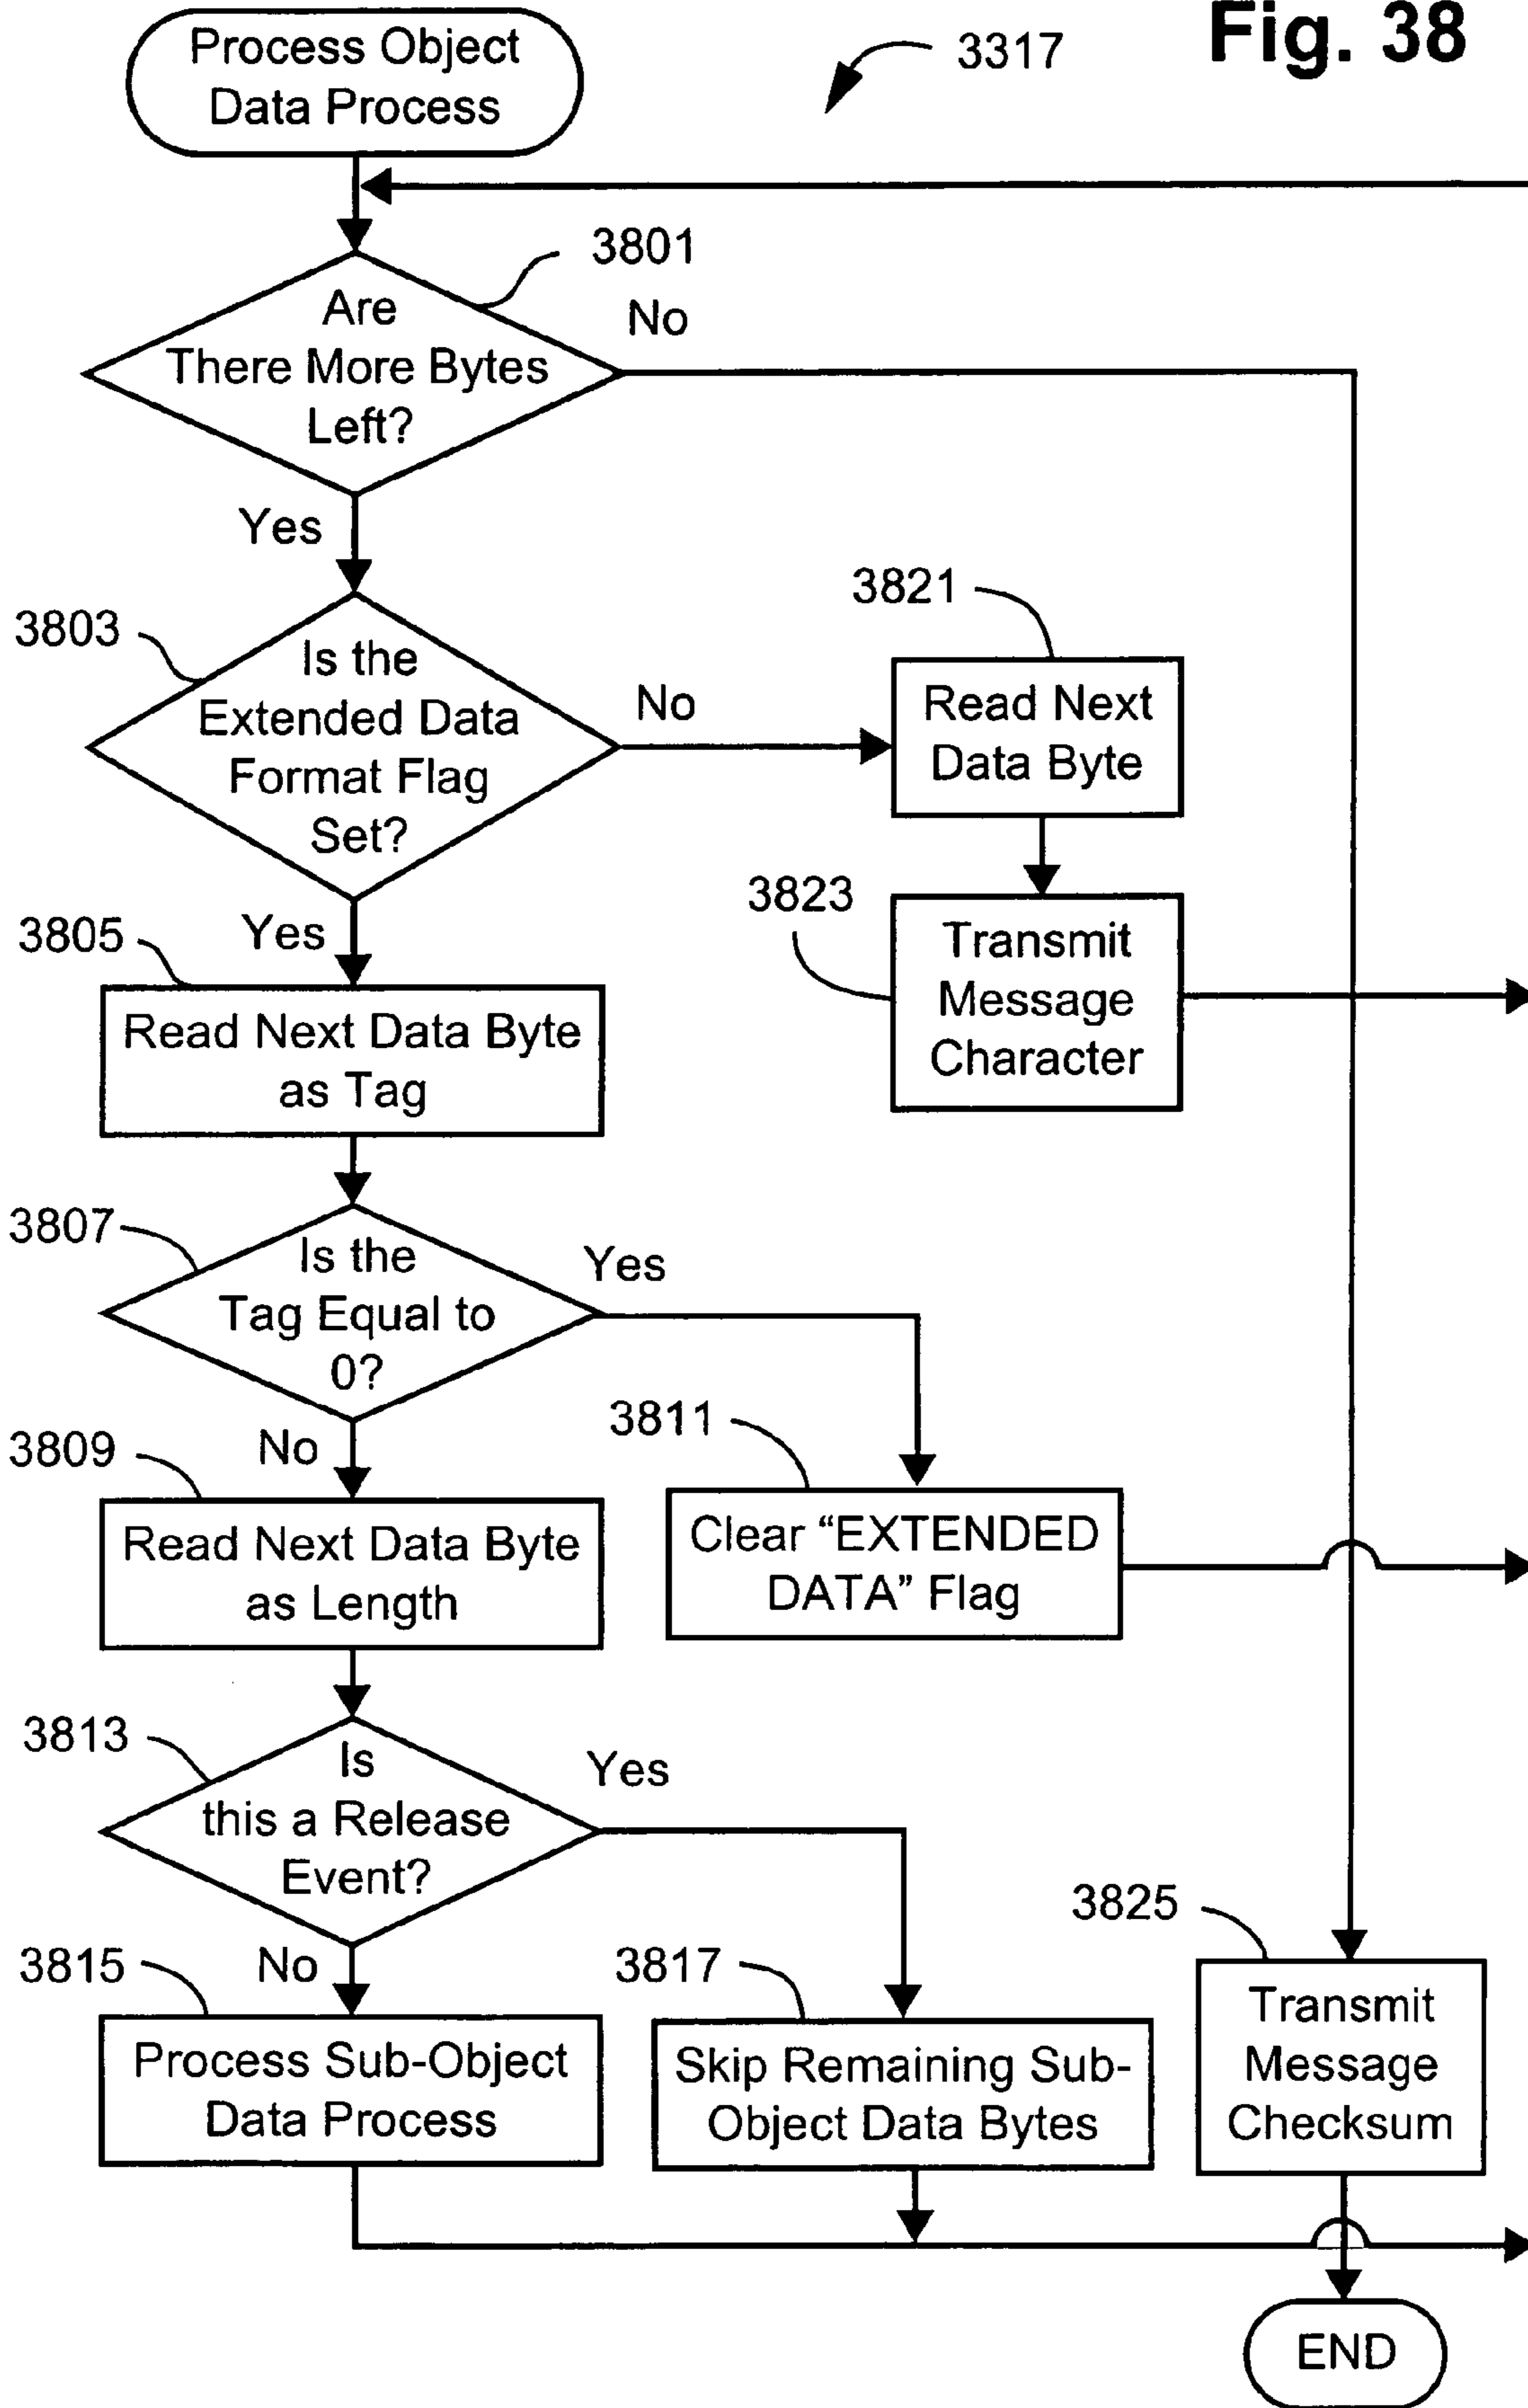 Fig. 38
Process Object
Data Process
3317
3801
Are
There More Bytes
Left?
No
Yes
3803
Is the
Extended Data
Format Flag
Set?
No
3821
Read Next
Data Byte
3823
Transmit
Message
Character
Yes
3805
Read Next Data Byte
as Tag
3807
Is the
Tag Equal to
0?
Yes
No
3809
Read Next Data Byte
as Length
3811
Clear “EXTENDED
DATA” Flag
3813
Is
this a Release
Event?
Yes
No
3815
Process Sub-Object
Data Process
3817
Skip Remaining Sub-
Object Data Bytes
3825
Transmit
Message
Checksum
END